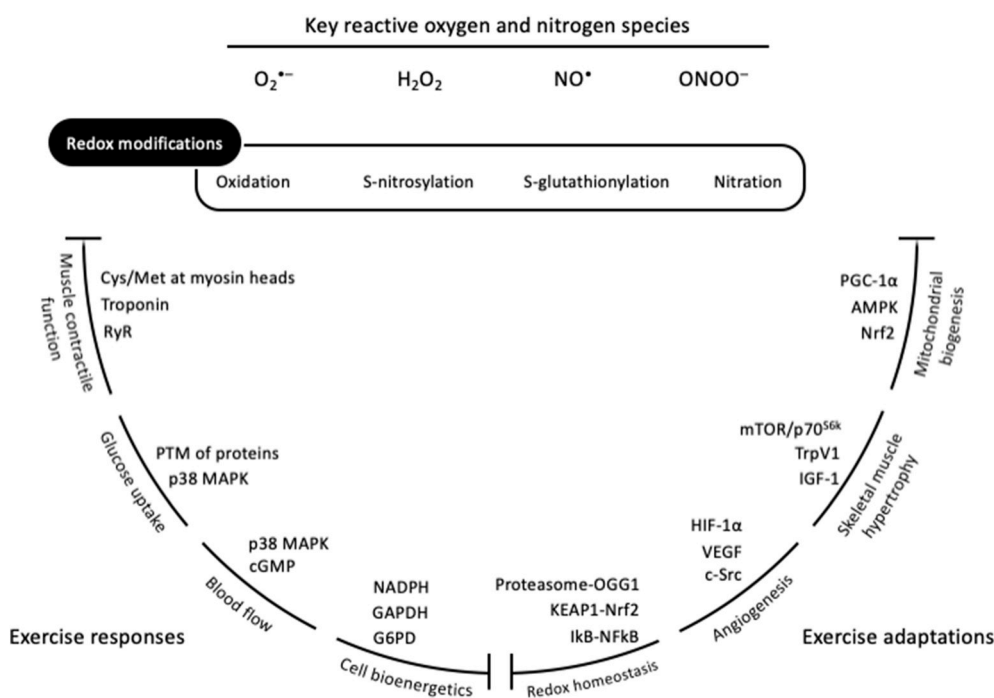 Key reactive oxygen and nitrogen species
O₂•⁻ H₂O₂ NO• ONOO⁻
Redox modifications
Oxidation S-nitrosylation S-glutathionylation Nitration
Muscle contractile
function
Cys/Met at myosin heads
Troponin
RyR
Glucose uptake
PTM of proteins
p38 MAPK
Blood flow
p38 MAPK
cGMP
Cell bioenergetics
NADPH
GAPDH
G6PD
Exercise responses
PGC-1α
AMPK
Nrf2
Mitochondrial
biogenesis
mTOR/p70ˢ⁶ᵏ
TrpV1
IGF-1
Skeletal muscle
hypertrophy
HIF-1α
VEGF
c-Src
Angiogenesis
Proteasome-OGG1
KEAP1-Nrf2
IkB-NFkB
Redox homeostasis
Exercise adaptations